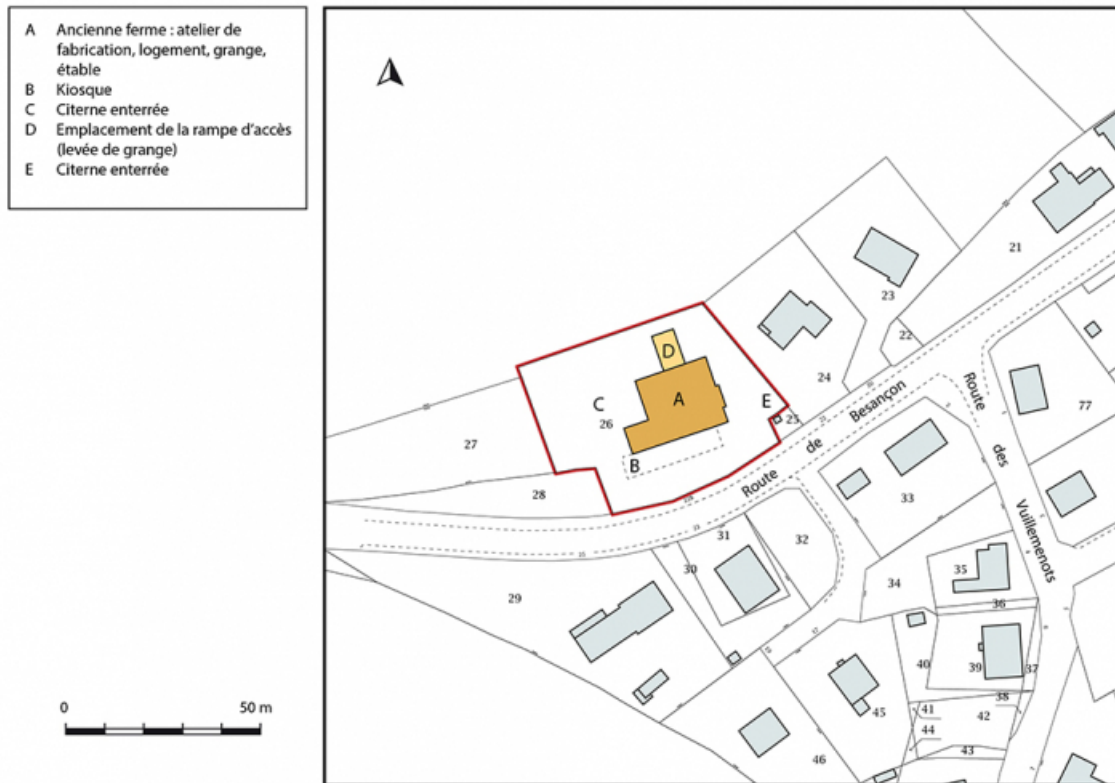 A Ancienne ferme : atelier de
fabrication, logement, grange,
étable
B Kiosque
C Citerne enterrée
D Emplacement de la rampe d'accès
(levée de grange)
E Citerne enterrée
0 50 m
21
23
22
24
D
A
C
26
E
25
B
27
28
Route de Besançon
Route des Vuillemenots
77
33
31
32
30
29
34
35
36
39
37
40
38
41
42
44
43
45
46